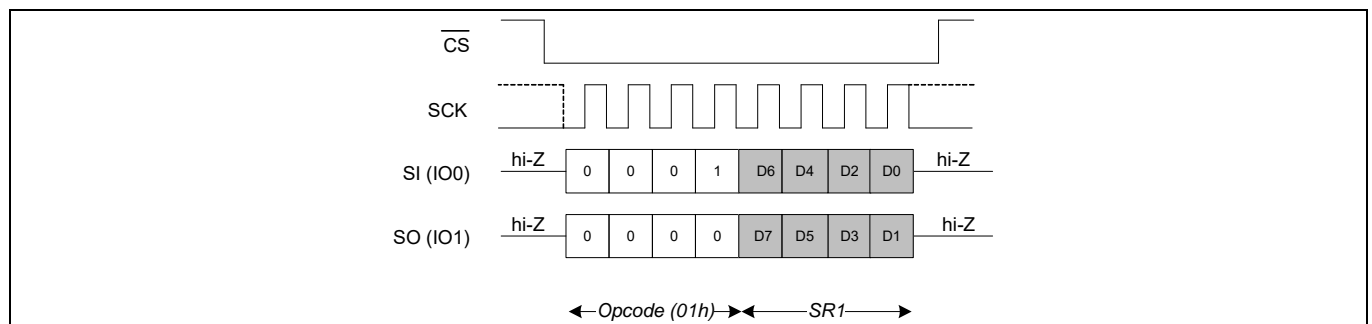 CS
SCK
hi-Z hi-Z
SI (IO0) 0 0 0 1 D6 D4 D2 D0
hi-Z hi-Z
SO (IO1) 0 0 0 0 D7 D5 D3 D1
Opcode (01h) SR1